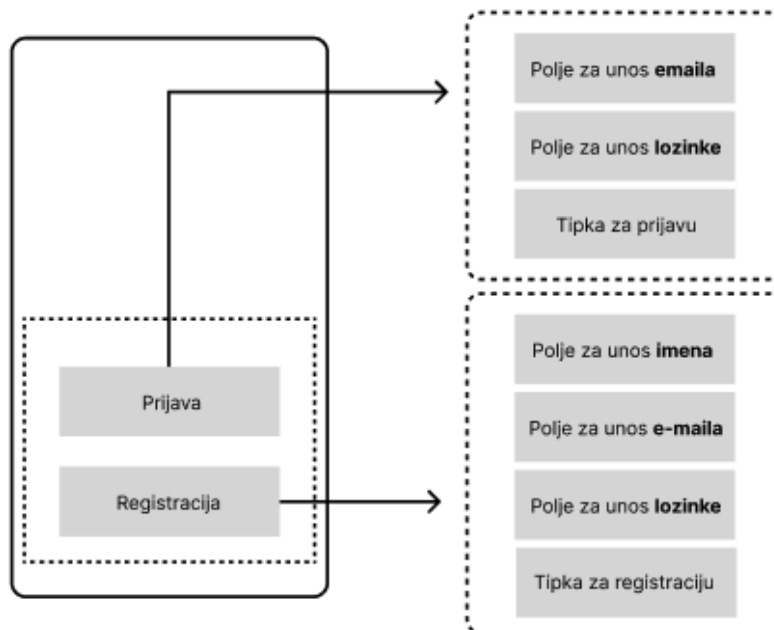 Polje za unos emaila
Polje za unos lozinke
Tipka za prijavu
Prijava
Registracija
Polje za unos imena
Polje za unos e-maila
Polje za unos lozinke
Tipka za registraciju